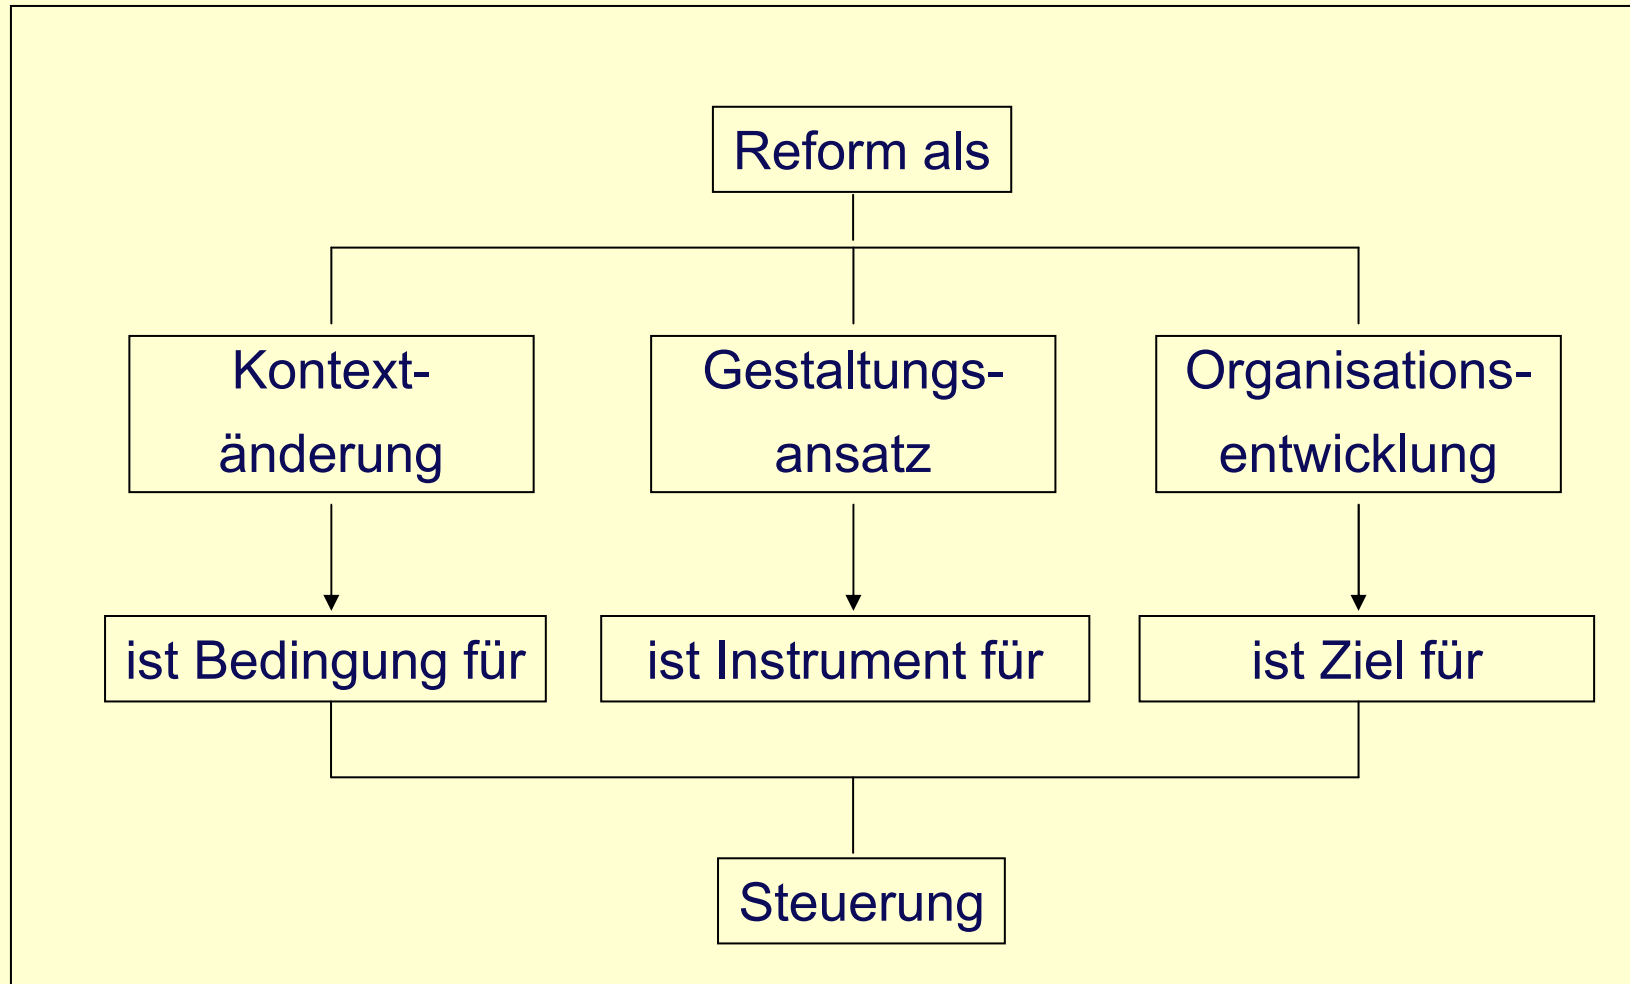 Reform als
Kontext-
änderung
Gestaltungs-
ansatz
Organisations-
entwicklung
ist Bedingung für
ist Instrument für
ist Ziel für
Steuerung